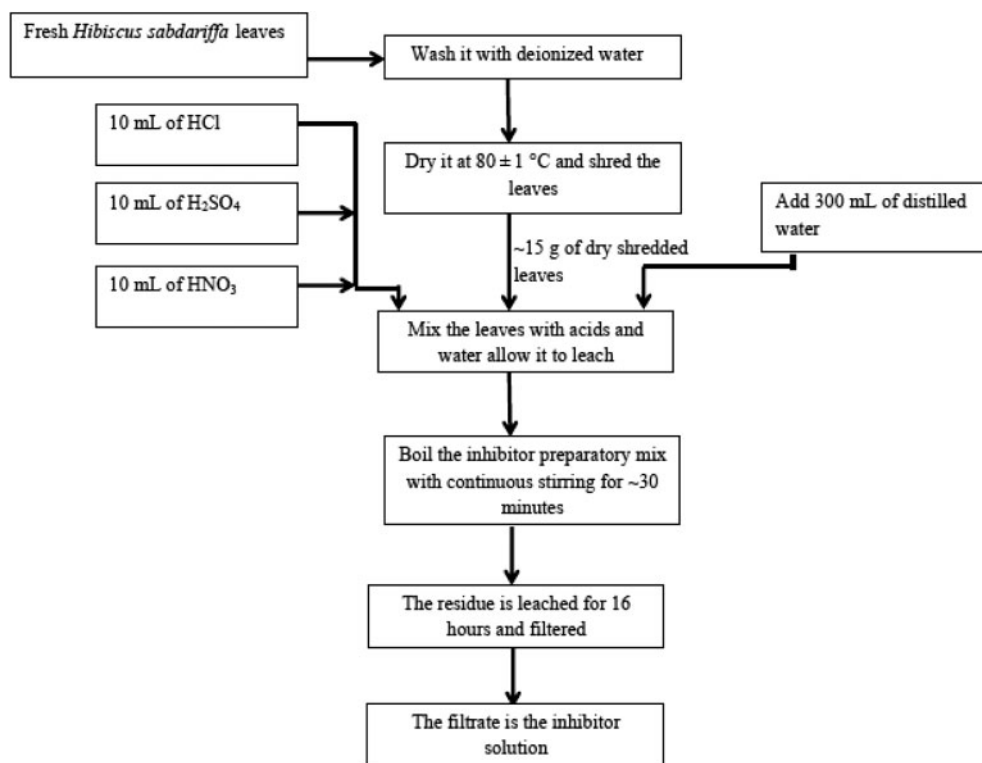 Fresh Hibiscus sabdariffa leaves
Wash it with deionized water
10 mL of HCl
Dry it at 80 ± 1 °C and shred the
leaves
10 mL of H₂SO₄
Add 300 mL of distilled
water
~15 g of dry shredded
leaves
10 mL of HNO₃
Mix the leaves with acids and
water allow it to leach
Boil the inhibitor preparatory mix
with continuous stirring for ~30
minutes
The residue is leached for 16
hours and filtered
The filtrate is the inhibitor
solution